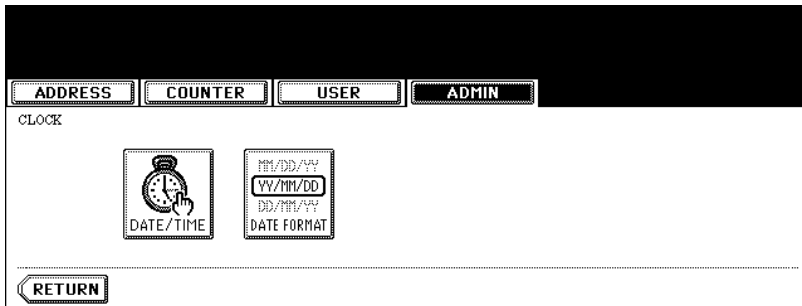 ADDRESS COUNTER USER ADMIN
CLOCK
MM/DD/YY
YY/MM/DD
DD/MM/YY
DATE/TIME DATE FORMAT
RETURN